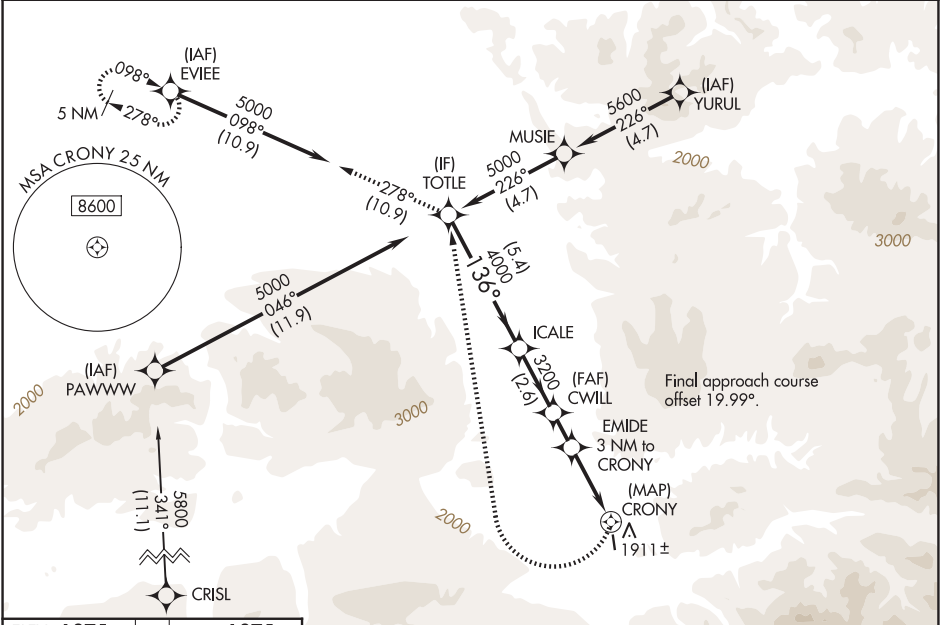 (IAF)
EVIEE
098°
278°
5 NM
5000
098°
(10.9)
MSA CRONY 25 NM
8600
(IAF)
YURUL
5600
226°
(4.7)
MUSIE
5000
226°
(4.7)
2000
3000
(IF)
TOTLE
278°
(10.9)
5000
046°
(11.9)
(5.4)
4000
136°
ICALE
3200
(2.6)
(FAF)
CWILL
EMIDE
3 NM to
CRONY
Final approach course
offset 19.99°.
(IAF)
PAWWW
2000
3000
2000
(MAP)
CRONY
1911±
5800
341°
(11.1)
CRISL